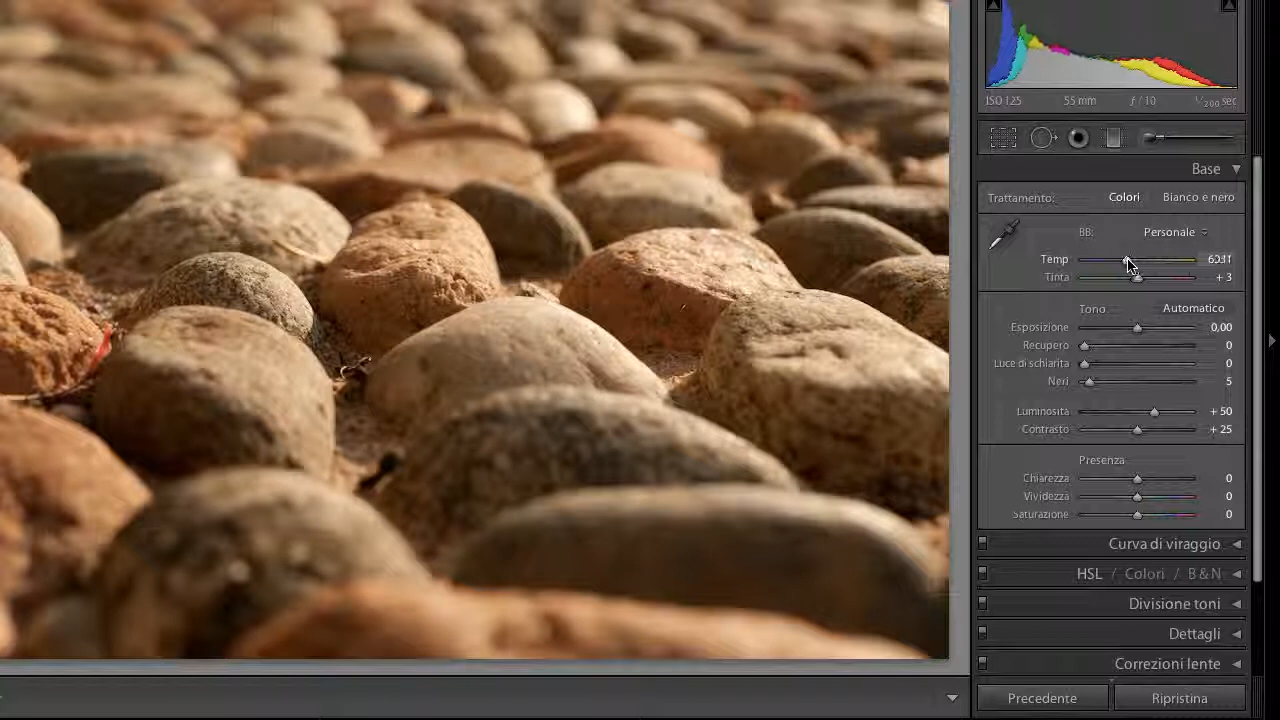 ISO 125 55 mm ƒ / 10 1/200 sec
Base
Trattamento: Colori Bianco e nero
BB: Personale
Temp
Tinta + 3
Tono Automatico
Esposizione 0,00
Recupero 0
Luce di schiarita 0
Neri 5
Luminosità + 50
Contrasto + 25
Presenza
Chiarezza 0
Vividezza 0
Saturazione 0
Curva di viraggio
HSL / Colori / B & N
Divisione toni
Dettagli
Correzioni lente
Precedente Ripristina